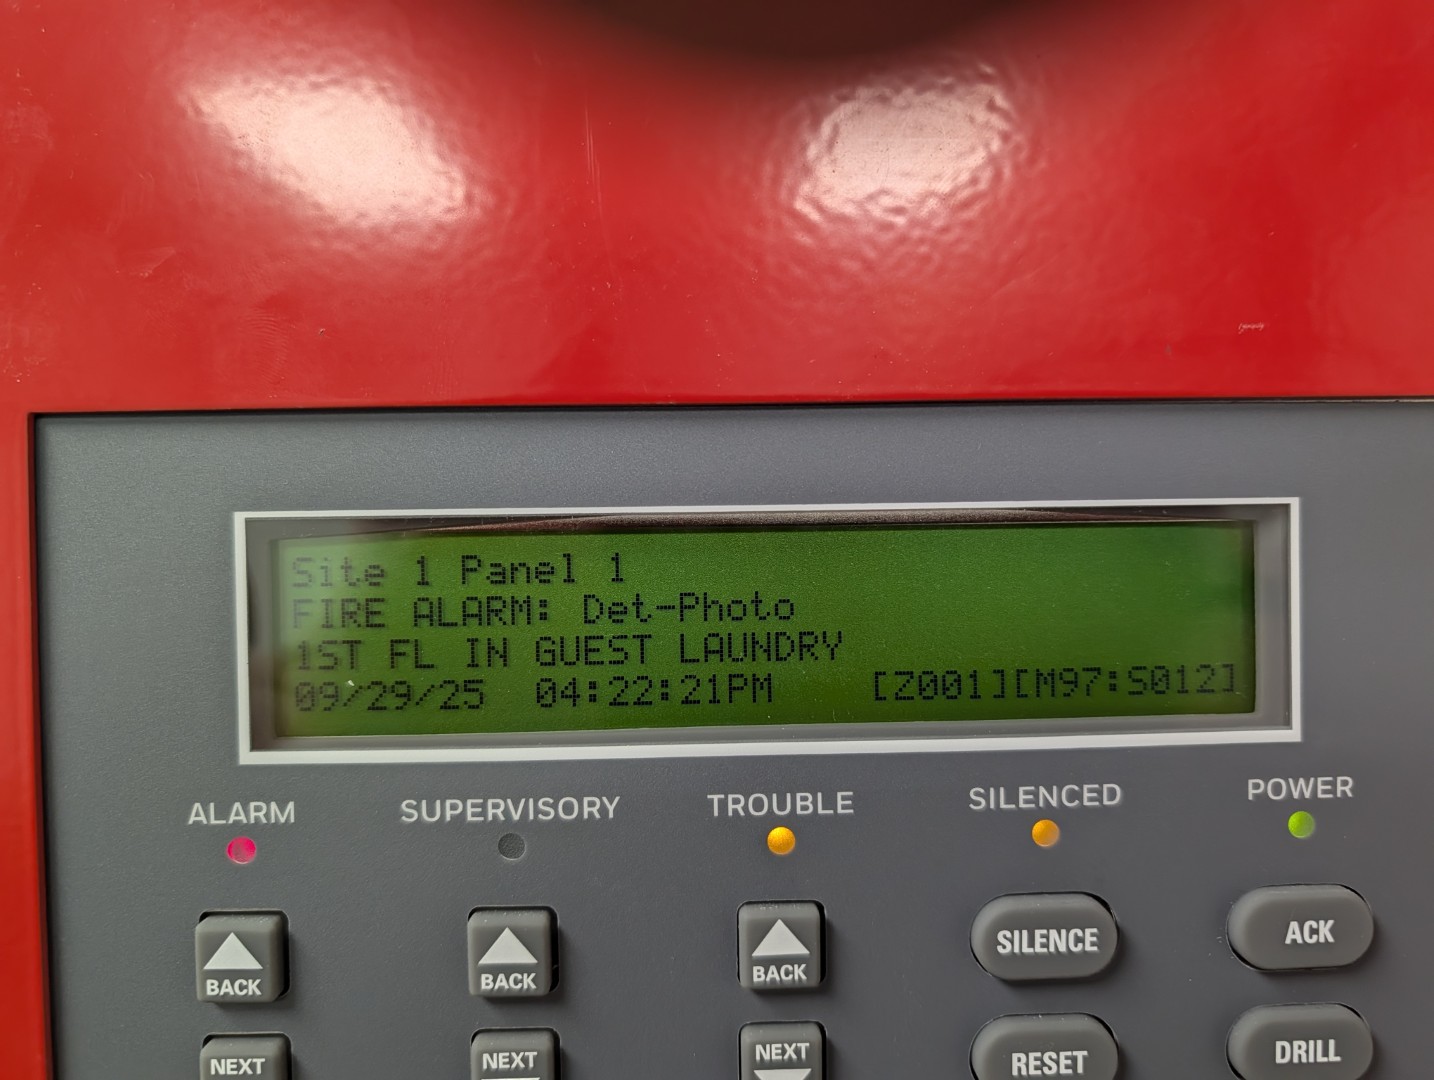 Site 1 Panel 1
FIRE ALARM: Det-Photo
1ST FL IN GUEST LAUNDRY
09/29/25 04:22:21PM [Z001][M97:S012]
ALARM SUPERVISORY TROUBLE SILENCED POWER
BACK BACK BACK SILENCE ACK
NEXT NEXT NEXT RESET DRILL